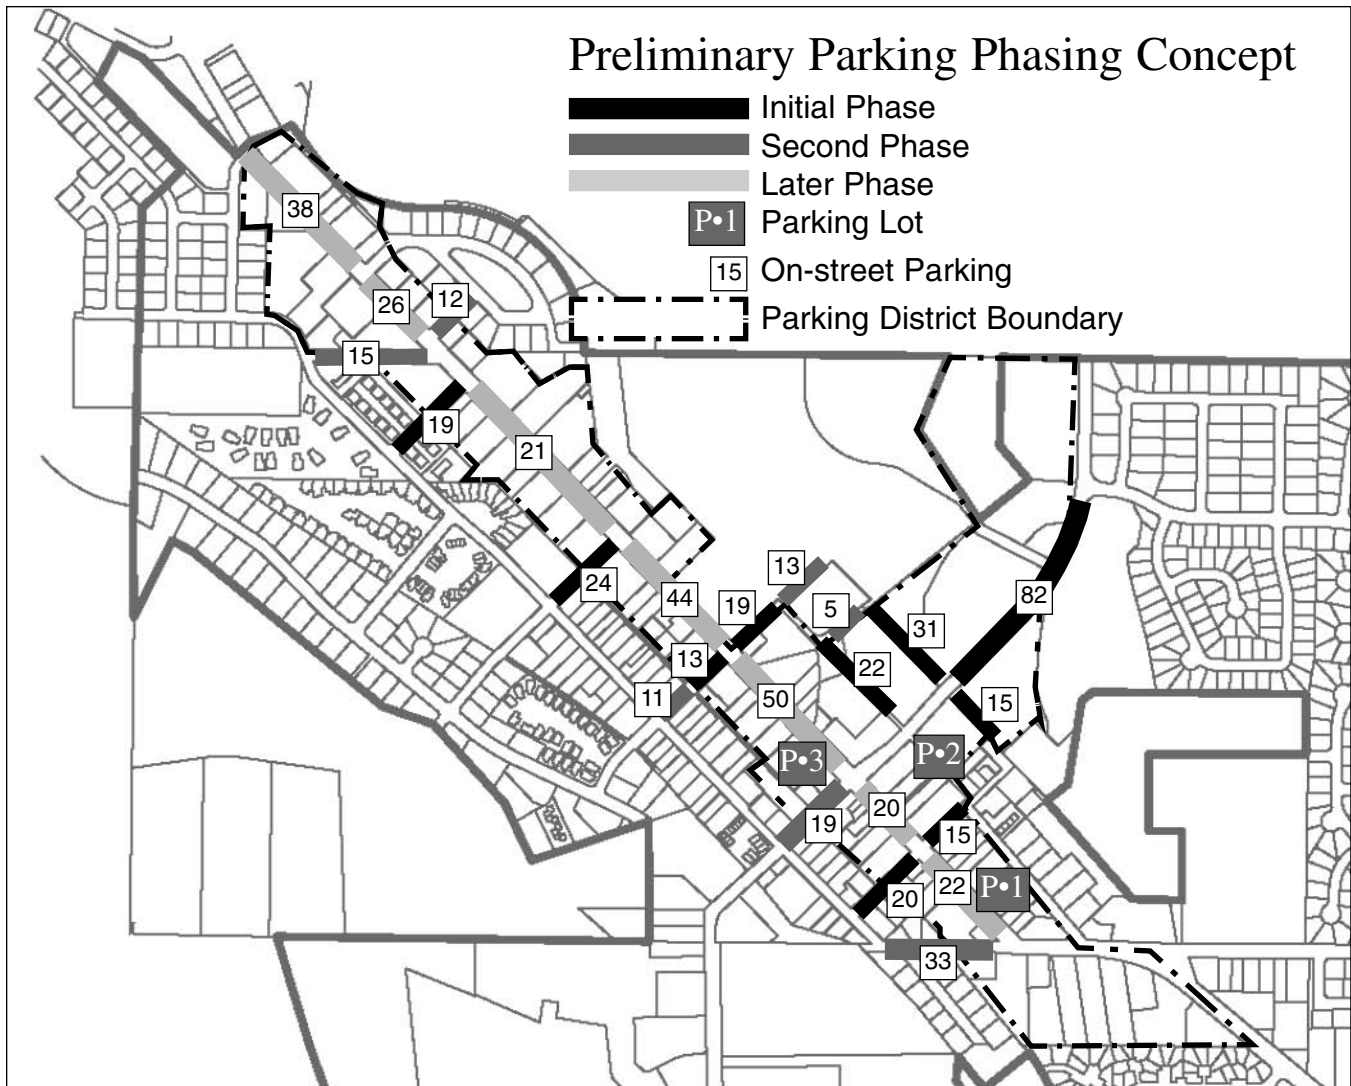 Preliminary Parking Phasing Concept
Initial Phase
Second Phase
Later Phase
P•1 Parking Lot
15 On-street Parking
Parking District Boundary
38
26
12
15
19
21
24
44
19
13
5
31
82
22
13
11
50
15
P•3
P•2
20
19
15
22
P•1
20
33